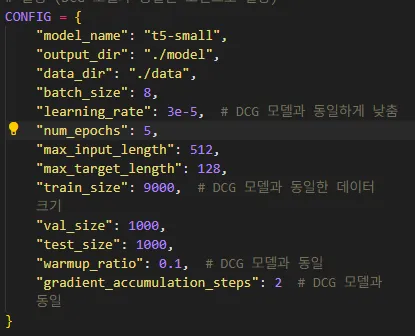 CONFIG = {
"model_name": "t5-small",
"output_dir": "./model",
"data_dir": "./data",
"batch_size": 8,
"learning_rate": 3e-5,  # DCG 모델과 동일하게 낮춤
"num_epochs": 5,
"max_input_length": 512,
"max_target_length": 128,
"train_size": 9000,  # DCG 모델과 동일한 데이터
크기
"val_size": 1000,
"test_size": 1000,
"warmup_ratio": 0.1,  # DCG 모델과 동일
"gradient_accumulation_steps": 2  # DCG 모델과
동일
}